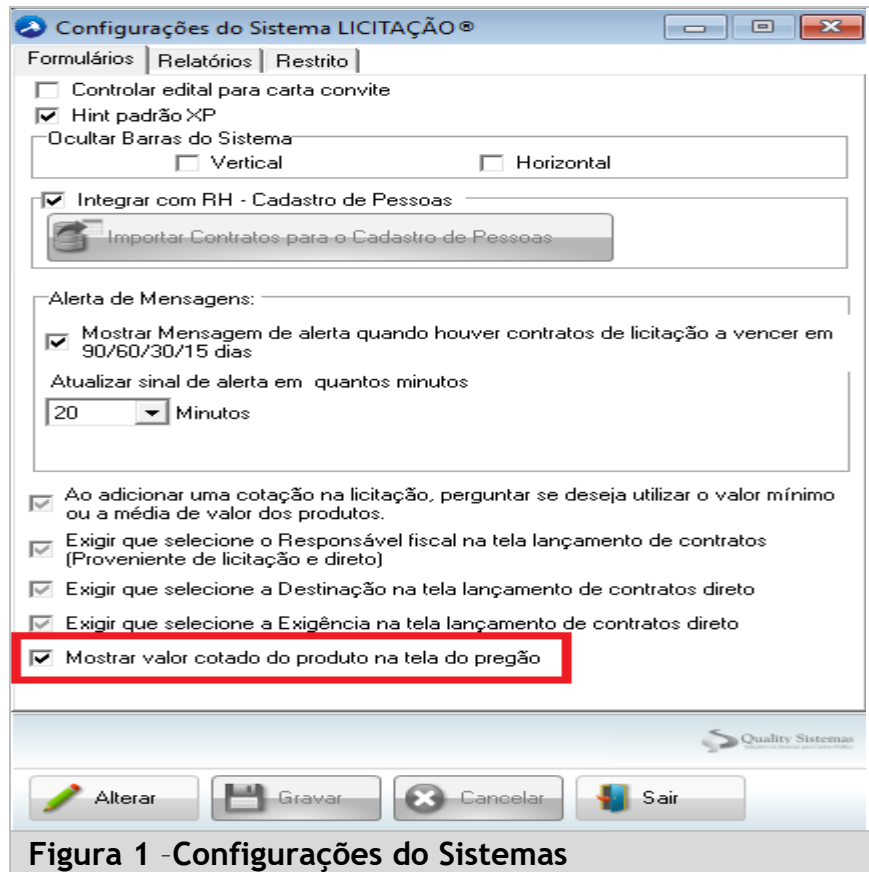 Configurações do Sistema LICITAÇÃO®
Formulários Relatórios Restrito
Controlar edital para carta convite
Hint padrão XP
Ocultar Barras do Sistema
Vertical Horizontal
Integrar com RH - Cadastro de Pessoas
Importar Contratos para o Cadastro de Pessoas
Alerta de Mensagens:
Mostrar Mensagem de alerta quando houver contratos de licitação a vencer em
90/60/30/15 dias
Atualizar sinal de alerta em quantos minutos
20 Minutos
Ao adicionar uma cotação na licitação, perguntar se deseja utilizar o valor mínimo
ou a média de valor dos produtos.
Exigir que selecione o Responsável fiscal na tela lançamento de contratos
(Proveniente de licitação e direto)
Exigir que selecione a Destinação na tela lançamento de contratos direto
Exigir que selecione a Exigência na tela lançamento de contratos direto
Mostrar valor cotado do produto na tela do pregão
Quality Sistemas
Alterar Gravar Cancelar Sair
Figura 1 –Configurações do Sistemas